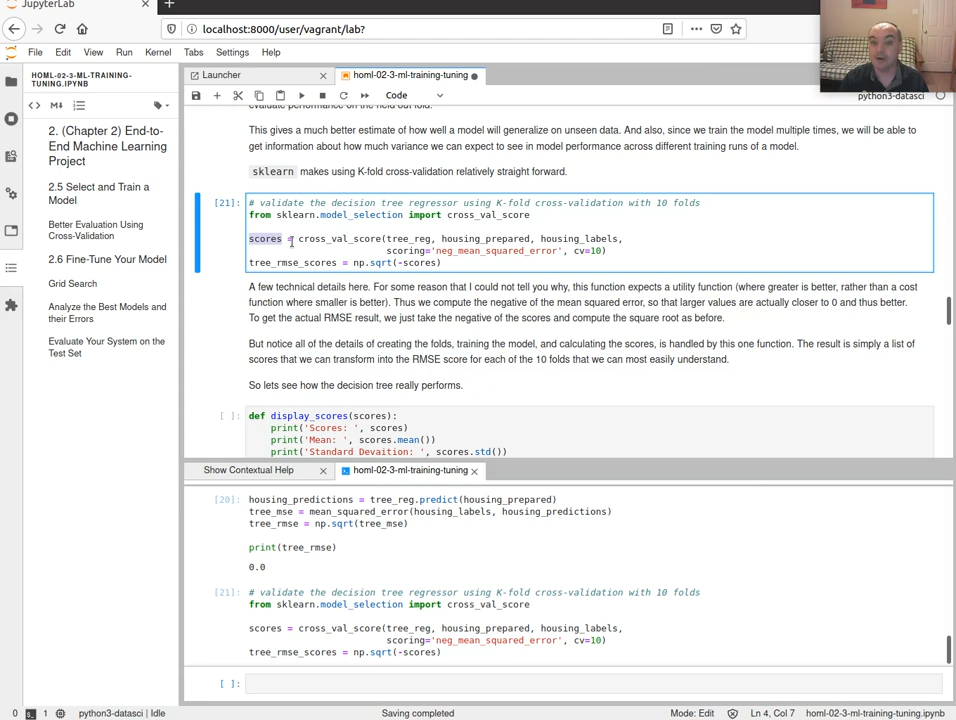 JupyterLab
localhost:8000/user/vagrant/lab?
File Edit View Run Kernel Tabs Settings Help
HOML-02-3-ML-TRAINING-
TUNING.IPYNB
2. (Chapter 2) End-to-
End Machine Learning
Project
2.5 Select and Train a
Model
Better Evaluation Using
Cross-Validation
2.6 Fine-Tune Your Model
Grid Search
Analyze the Best Models and
their Errors
Evaluate Your System on the
Test Set
Launcher
homl-02-3-ml-training-tuning
Code
python3-datasci
evaluate performance on the held out fold.
This gives a much better estimate of how well a model will generalize on unseen data. And also, since we train the model multiple times, we will be able to
get information about how much variance we can expect to see in model performance across different training runs of a model.
sklearn makes using K-fold cross-validation relatively straight forward.
[21]: # validate the decision tree regressor using K-fold cross-validation with 10 folds
from sklearn.model_selection import cross_val_score
scores = cross_val_score(tree_reg, housing_prepared, housing_labels,
scoring='neg_mean_squared_error', cv=10)
tree_rmse_scores = np.sqrt(-scores)
A few technical details here. For some reason that I could not tell you why, this function expects a utility function (where greater is better, rather than a cost
function where smaller is better). Thus we compute the negative of the mean squared error, so that larger values are actually closer to 0 and thus better.
To get the actual RMSE result, we just take the negative of the scores and compute the square root as before.
But notice all of the details of creating the folds, training the model, and calculating the scores, is handled by this one function. The result is simply a list of
scores that we can transform into the RMSE score for each of the 10 folds that we can most easily understand.
So lets see how the decision tree really performs.
[ ]: def display_scores(scores):
print('Scores: ', scores)
print('Mean: ', scores.mean())
print('Standard Devaition: ', scores.std())
Show Contextual Help
homl-02-3-ml-training-tuning
[20]: housing_predictions = tree_reg.predict(housing_prepared)
tree_mse = mean_squared_error(housing_labels, housing_predictions)
tree_rmse = np.sqrt(tree_mse)
print(tree_rmse)
0.0
[21]: # validate the decision tree regressor using K-fold cross-validation with 10 folds
from sklearn.model_selection import cross_val_score
scores = cross_val_score(tree_reg, housing_prepared, housing_labels,
scoring='neg_mean_squared_error', cv=10)
tree_rmse_scores = np.sqrt(-scores)
[ ]:
0 1 python3-datasci | Idle Saving completed Mode: Edit Ln 4, Col 7 homl-02-3-ml-training-tuning.ipynb